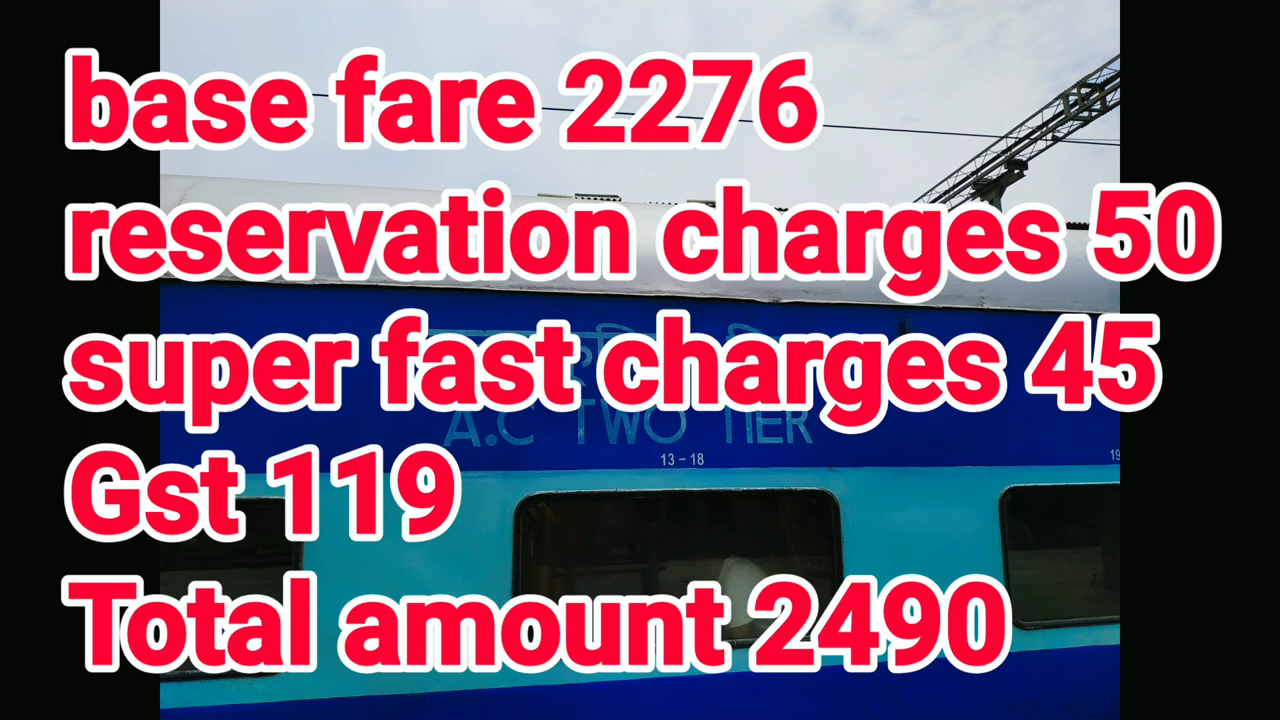 base fare 2276
reservation charges 50
super fast charges 45
A.C TWO TIER
13 – 18
19
Gst 119
Total amount 2490